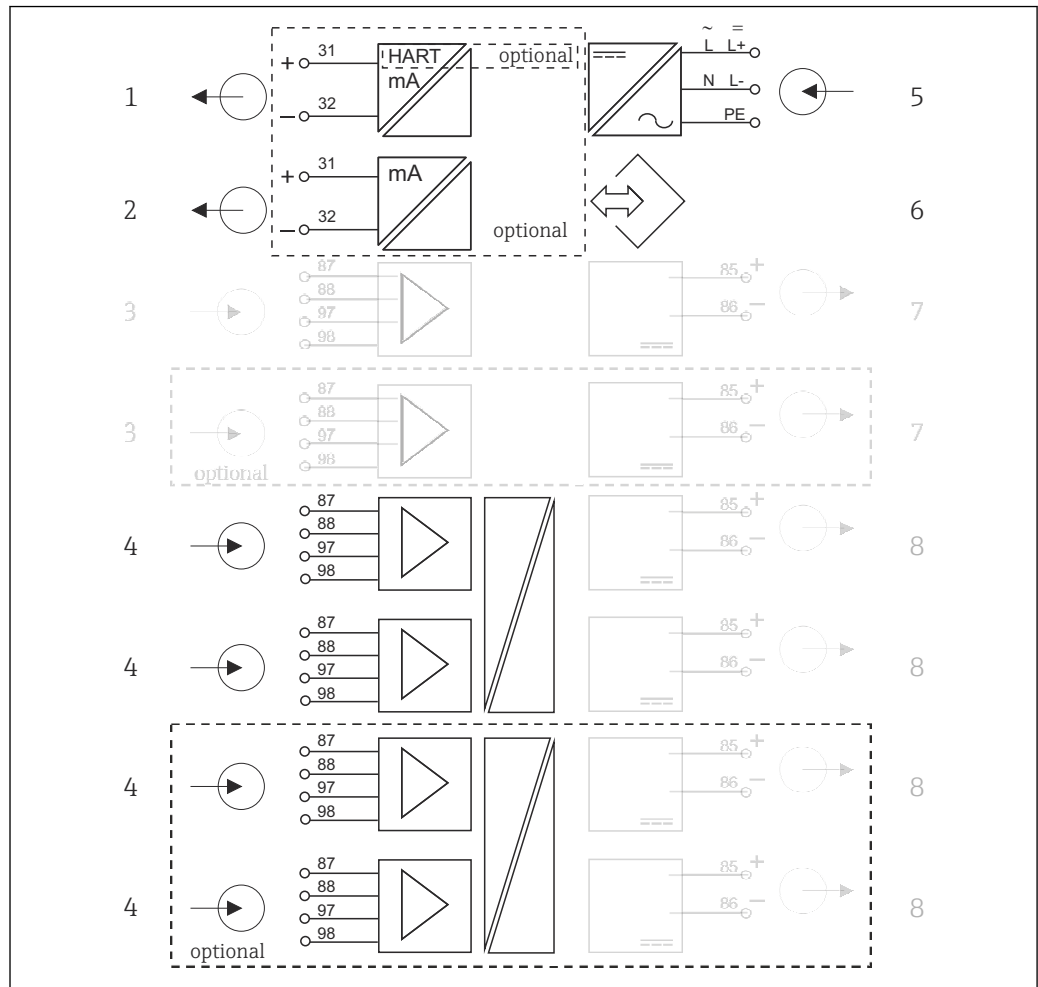 ~ =
1 + 31 HART optional L L+ 5
mA N L-
− 32 PE
2 + 31 mA 6
− 32 optional
3 87 85 + 7
88
97 86 −
98
3 87 85 + 7
88
97 86 −
optional 98
4 87 85 + 8
88
97 86 −
98
4 87 85 + 8
88
97 86 −
98
4 87 85 + 8
88
97 86 −
98
4 87 85 + 8
88
97 86 −
98
optional